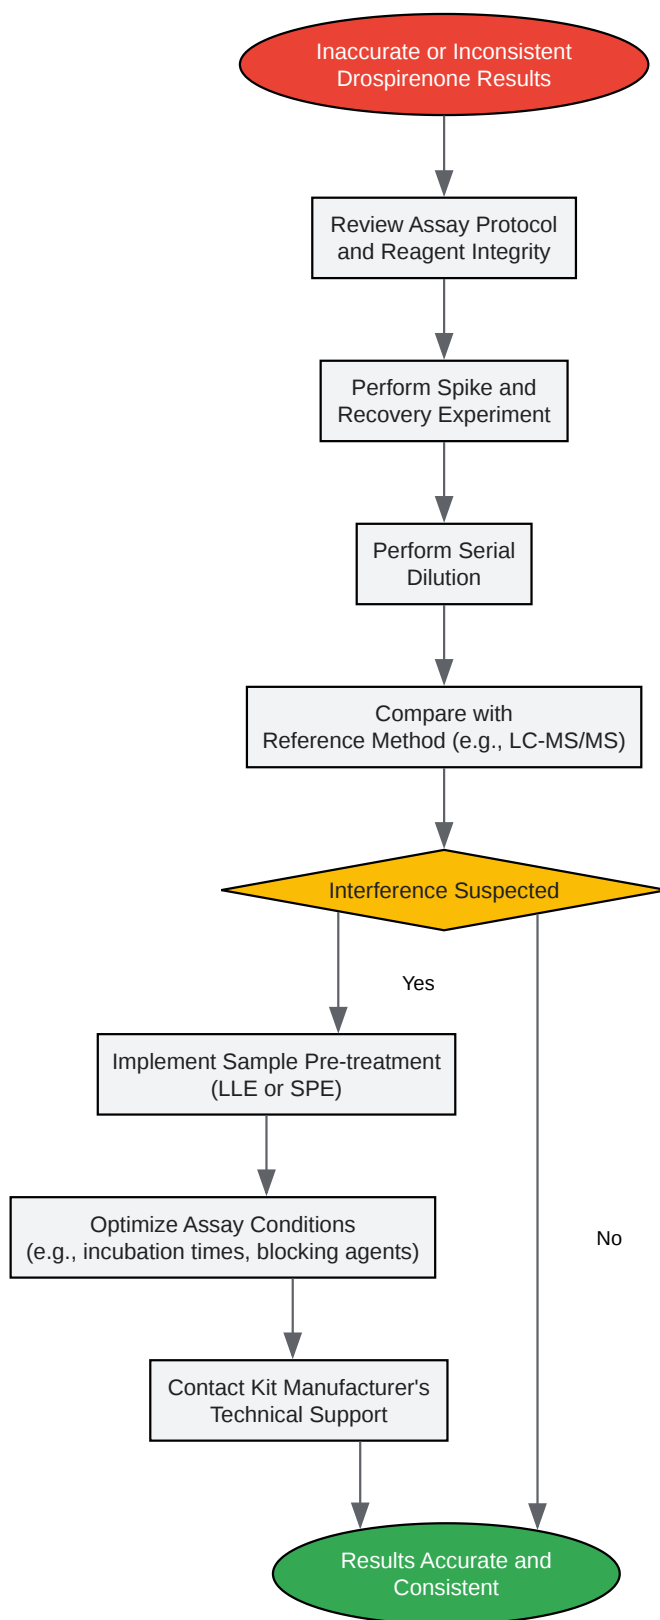 Inaccurate or Inconsistent
Drospirenone Results
Review Assay Protocol
and Reagent Integrity
Perform Spike and
Recovery Experiment
Perform Serial
Dilution
Compare with
Reference Method (e.g., LC-MS/MS)
Interference Suspected
Yes
Implement Sample Pre-treatment
(LLE or SPE)
Optimize Assay Conditions
(e.g., incubation times, blocking agents)
No
Contact Kit Manufacturer's
Technical Support
Results Accurate and
Consistent